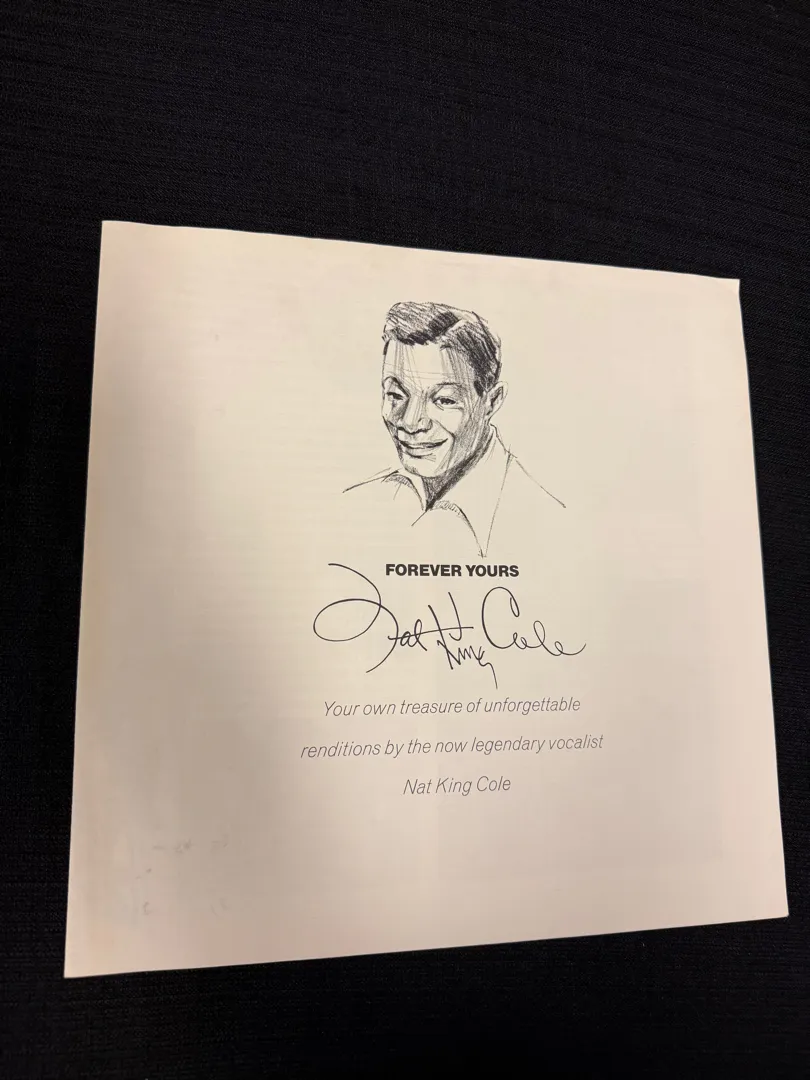 FOREVER YOURS
Nat King Cole
Your own treasure of unforgettable
renditions by the now legendary vocalist
Nat King Cole